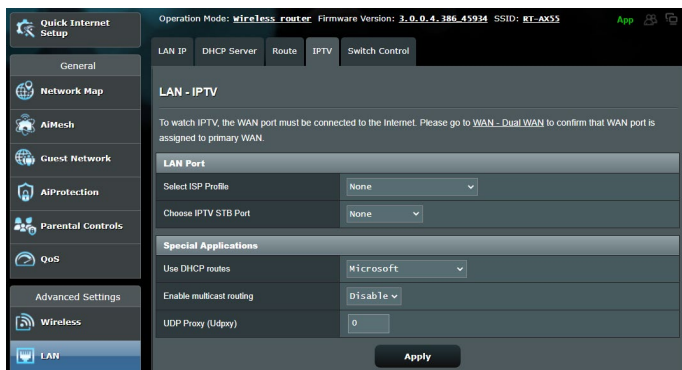 Quick Internet
Setup
Operation Mode: Wireless router Firmware Version: 3.0.0.4.386_45934 SSID: RT-AX55
App
LAN IP DHCP Server Route IPTV Switch Control
General
Network Map
AiMesh
Guest Network
AiProtection
Parental Controls
QoS
Advanced Settings
Wireless
LAN
LAN - IPTV
To watch IPTV, the WAN port must be connected to the Internet. Please go to WAN - Dual WAN to confirm that WAN port is
assigned to primary WAN.
LAN Port
Select ISP Profile None
Choose IPTV STB Port None
Special Applications
Use DHCP routes Microsoft
Enable multicast routing Disable
UDP Proxy (Udpxy) 0
Apply